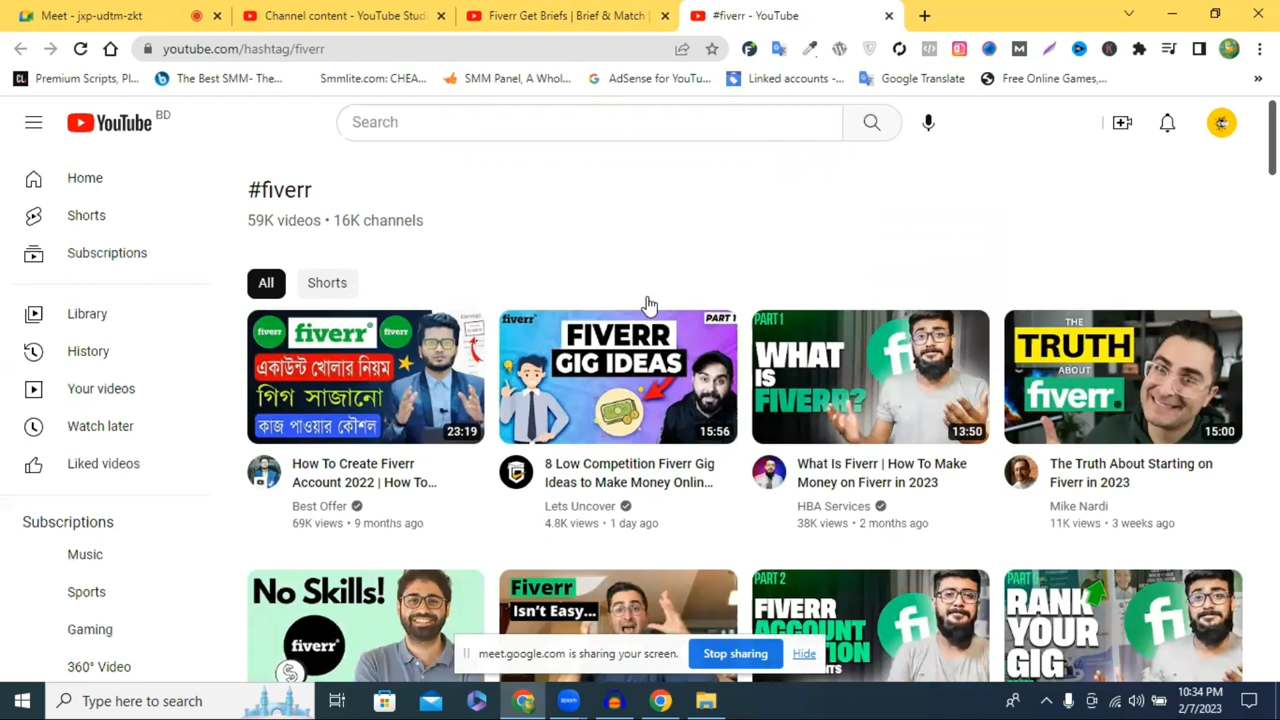 Meet - jxp-udtm-zkt
Channel content - YouTube Studi
Fiverr Get Briefs | Brief & Match
#fiverr - YouTube
youtube.com/hashtag/fiverr
Premium Scripts, Pl...
The Best SMM- The...
Smmlite.com: CHEA...
SMM Panel, A Whol...
AdSense for YouTu...
Linked accounts -...
Google Translate
Free Online Games,...
YouTube BD
Search
Home
Shorts
Subscriptions
Library
History
Your videos
Watch later
Liked videos
Subscriptions
Music
Sports
Gaming
360° Video
#fiverr
59K videos • 16K channels
All
Shorts
fiverr fiverr® fiverr
একাউন্ট খোলার নিয়ম
গিগ সাজানো
কাজ পাওয়ার কৌশল
23:19
How To Create Fiverr
Account 2022 | How To...
Best Offer
69K views • 9 months ago
fiverr
PART 1
FIVERR
GIG IDEAS
15:56
8 Low Competition Fiverr Gig
Ideas to Make Money Onlin...
Lets Uncover
4.8K views • 1 day ago
PART1
WHAT
IS
FIVERR?
fi
13:50
What Is Fiverr | How To Make
Money on Fiverr in 2023
HBA Services
38K views • 2 months ago
THE
TRUTH
ABOUT
fiverr.
15:00
The Truth About Starting on
Fiverr in 2023
Mike Nardi
11K views • 3 weeks ago
No Skills!
fiverr®
Fiverr
Isn't Easy...
PART 2
FIVERR
ACCOUNT
fi
RANK
YOUR
GIG
fi
meet.google.com is sharing your screen.
Stop sharing
Hide
Type here to search
10:34 PM
2/7/2023